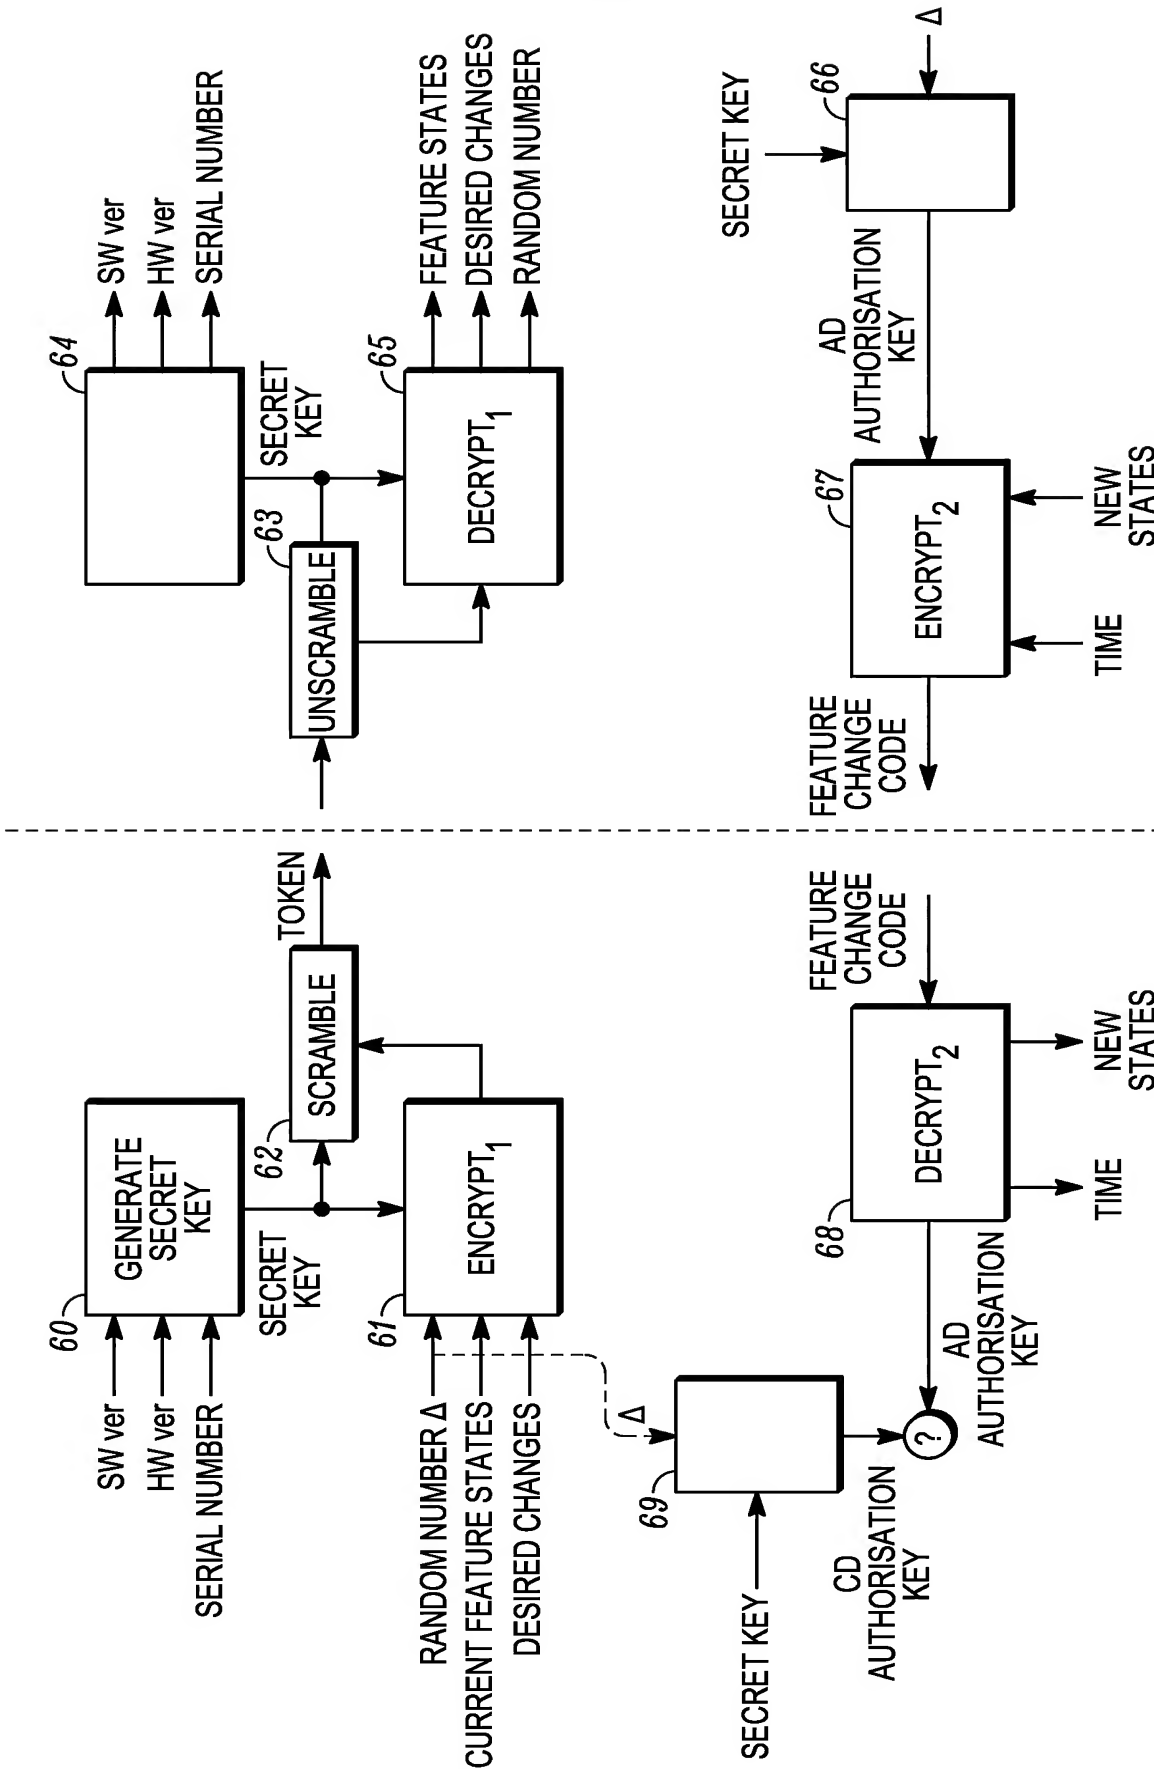 SW ver
HW ver
SERIAL NUMBER
60
GENERATE
SECRET
KEY
SECRET
KEY
62
SCRAMBLE
TOKEN
RANDOM NUMBER Δ
CURRENT FEATURE STATES
DESIRED CHANGES
61
ENCRYPT1
63
UNSCRAMBLE
64
SW ver
HW ver
SERIAL NUMBER
SECRET
KEY
65
DECRYPT1
FEATURE STATES
DESIRED CHANGES
RANDOM NUMBER
SECRET KEY
69
Δ
CD
AUTHORISATION
KEY
?
AD
AUTHORISATION
KEY
68
DECRYPT2
TIME
NEW
STATES
FEATURE
CHANGE
CODE
FEATURE
CHANGE
CODE
67
ENCRYPT2
TIME
NEW
STATES
AD
AUTHORISATION
KEY
SECRET KEY
66
Δ